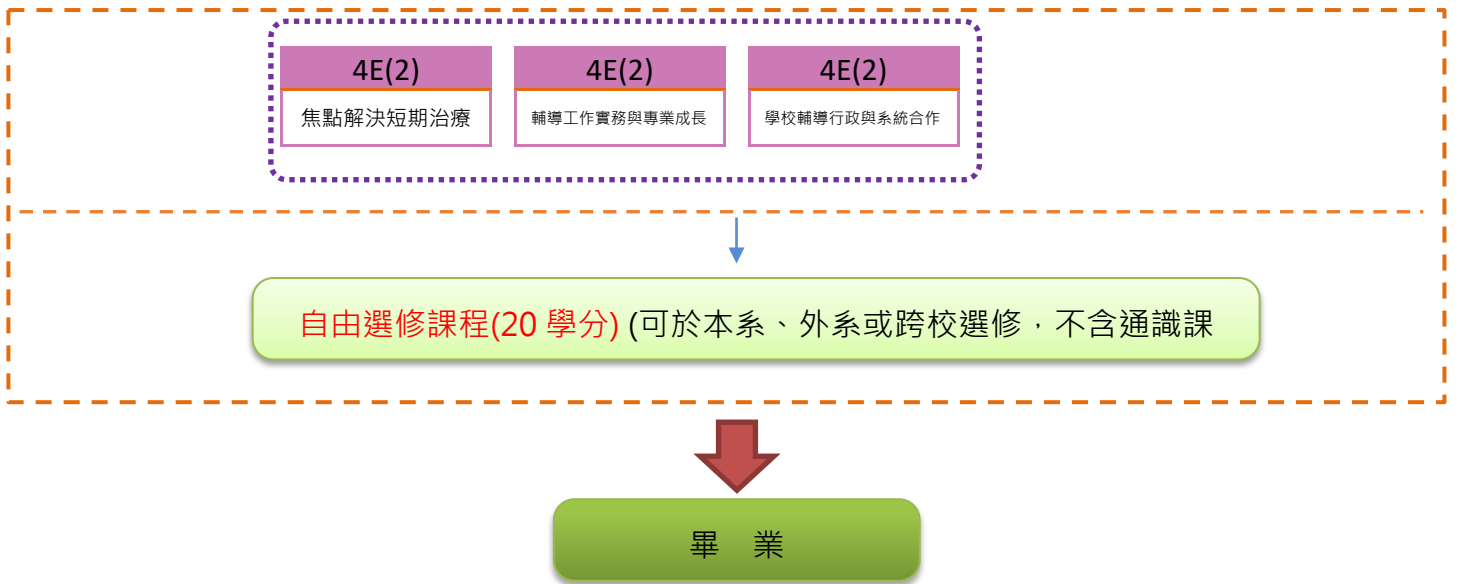 4E(2)
焦點解決短期治療
4E(2)
輔導工作實務與專業成長
4E(2)
學校輔導行政與系統合作
自由選修課程(20 學分) (可於本系、外系或跨校選修，不含通識課
畢 業